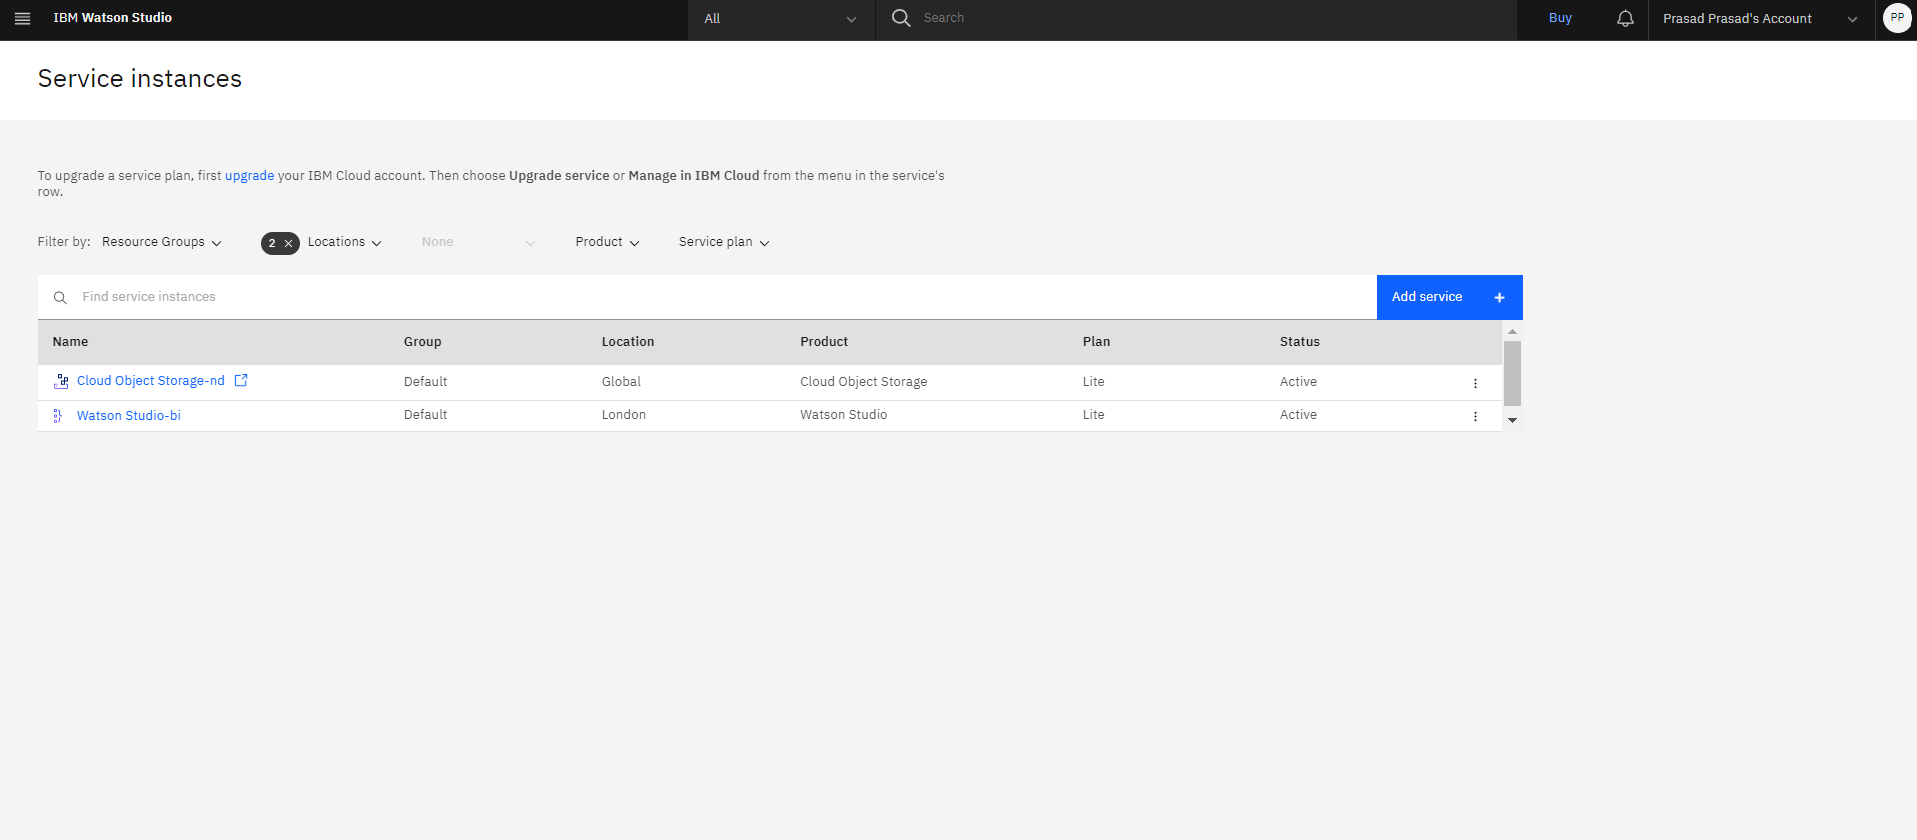 IBM Watson Studio
All
Search
Buy
Prasad Prasad's Account
PP
Service instances
To upgrade a service plan, first upgrade your IBM Cloud account. Then choose Upgrade service or Manage in IBM Cloud from the menu in the service's
row.
Filter by: Resource Groups 2 Locations None Product Service plan
Find service instances
Add service +
Name Group Location Product Plan Status
Cloud Object Storage-nd Default Global Cloud Object Storage Lite Active
Watson Studio-bi Default London Watson Studio Lite Active